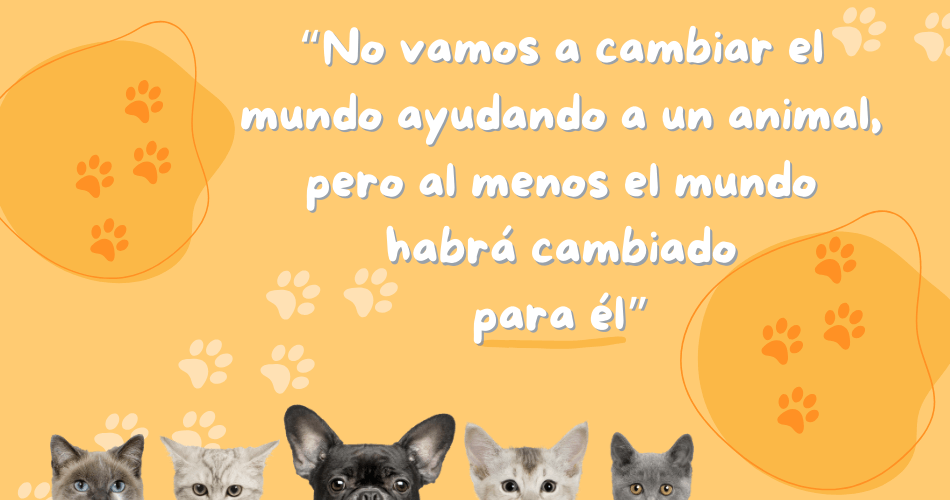 “No vamos a cambiar el
mundo ayudando a un animal,
pero al menos el mundo
habrá cambiado
para él”